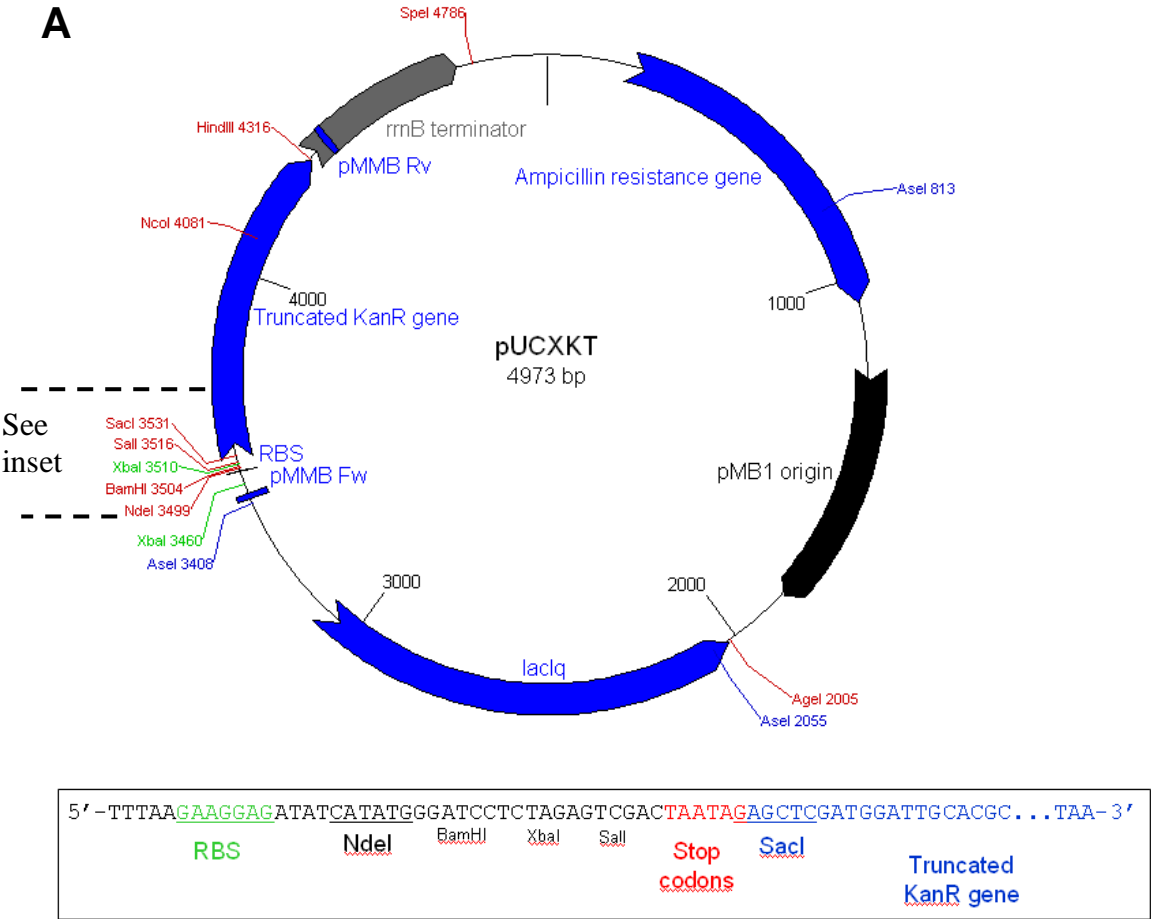 A
SpeI 4786
rrnB terminator
HindIII 4316
pMMB Rv
Ampicillin resistance gene
AseI 813
NcoI 4081
4000
1000
Truncated KanR gene
pUCXKT
4973 bp
See
inset
SacI 3531
SalI 3516
XbaI 3510
BamHI 3504
NdeI 3499
XbaI 3460
AseI 3408
RBS
pMMB Fw
pMB1 origin
3000
2000
lacIq
AgeI 2005
AseI 2055
5'-TTTAAGAAGGAGATATCATATGGGATCCTCTAGAGTCGACTAATAGAGCTCGATGGATTGCACGC...TAA-3'
RBS
NdeI
BamHI
XbaI
SalI
Stop
codons
SacI
Truncated
KanR gene